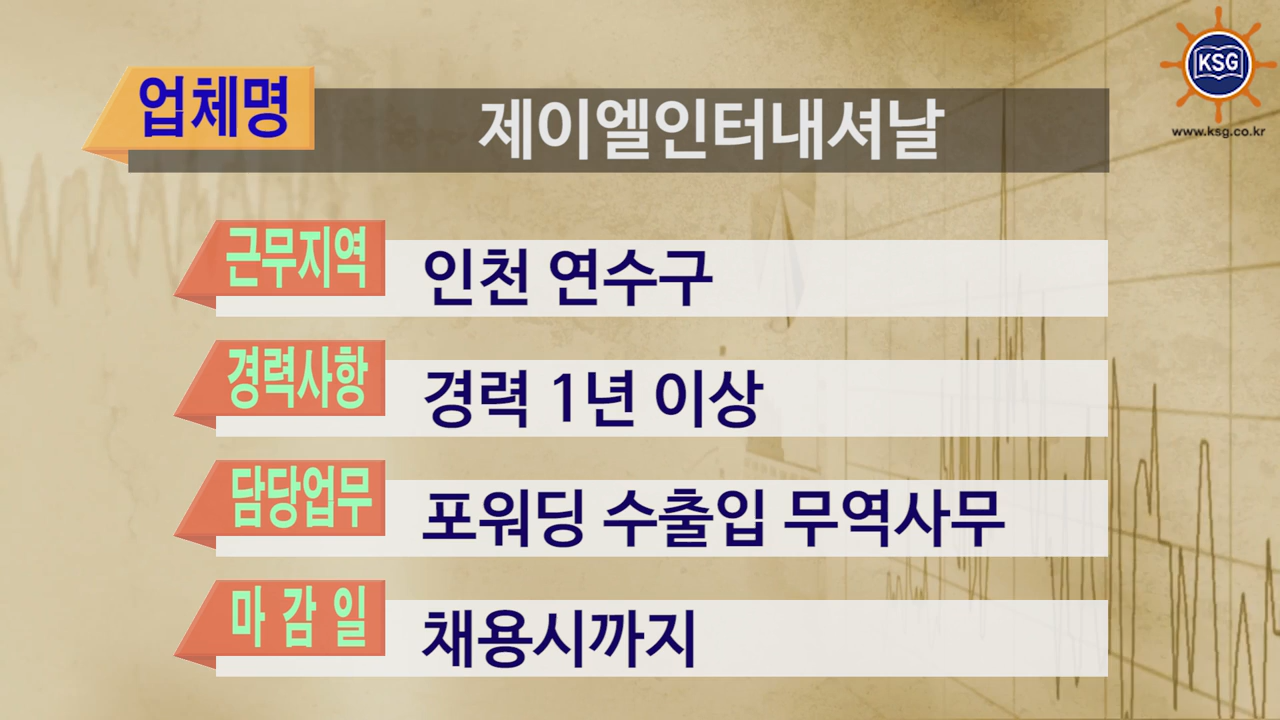 KSG
www.ksg.co.kr
업체명 제이엘인터내셔날
근무지역 인천 연수구
경력사항 경력 1년 이상
담당업무 포워딩 수출입 무역사무
마 감 일 채용시까지